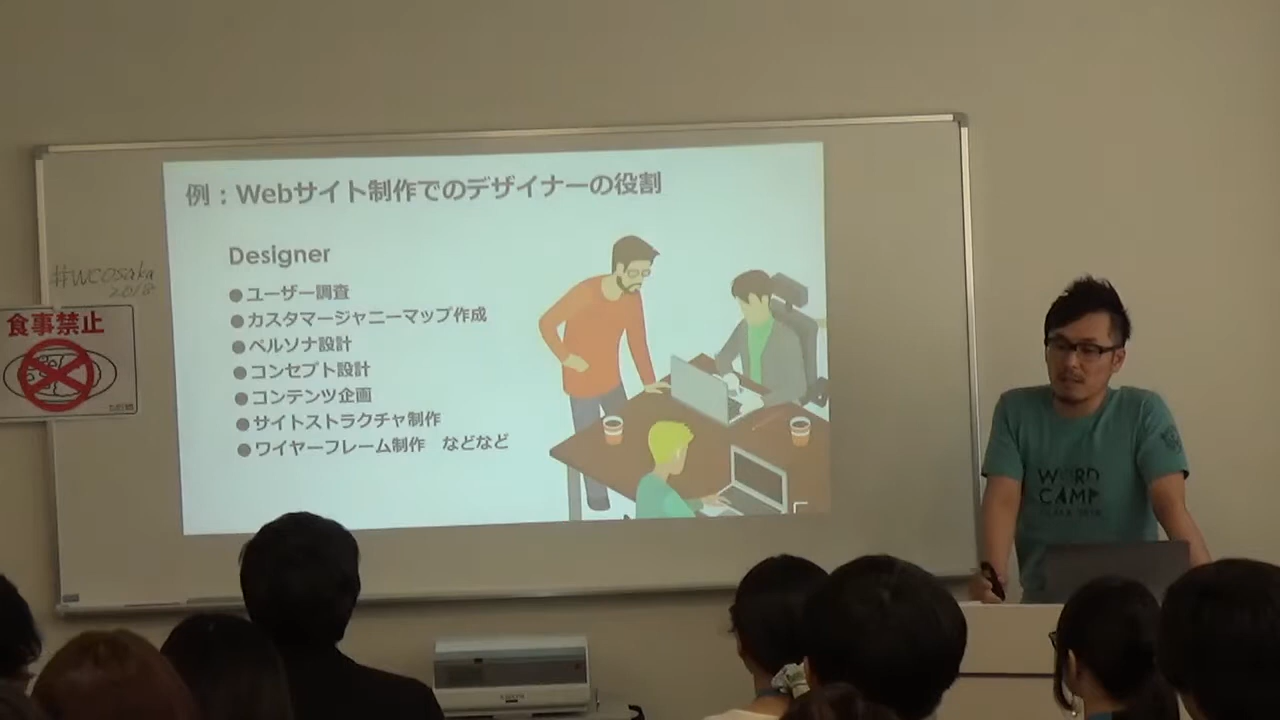 例：Webサイト制作でのデザイナーの役割
Designer
●ユーザー調査
●カスタマージャニーマップ作成
●ペルソナ設計
●コンセプト設計
●コンテンツ企画
●サイトストラクチャ制作
●ワイヤーフレーム制作　などなど
#wcosaka
2018
食事禁止
WORD
CAMP